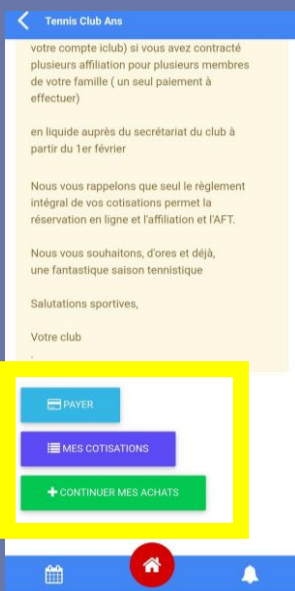 Tennis Club Ans
votre compte iclub) si vous avez contracté
plusieurs affiliation pour plusieurs membres
de votre famille ( un seul paiement à
effectuer)
en liquide auprès du secrétariat du club à
partir du 1er février
Nous vous rappelons que seul le règlement
intégral de vos cotisations permet la
réservation en ligne et l'affiliation et l'AFT.
Nous vous souhaitons, d'ores et déjà,
une fantastique saison tennistique
Salutations sportives,
Votre club
.
PAYER
MES COTISATIONS
CONTINUER MES ACHATS